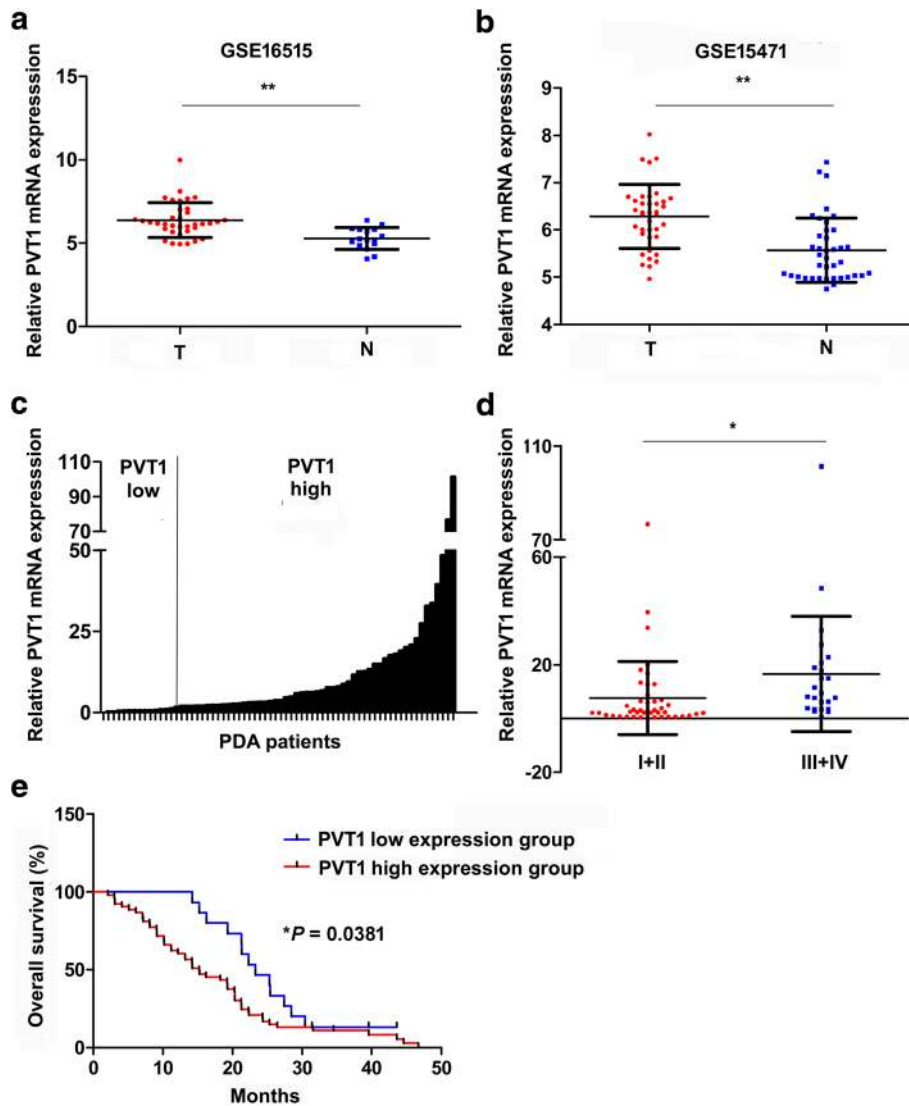 a
GSE16515
Relative PVT1 mRNA expresssion
15
10
5
0
**
T
N
b
GSE15471
Relative PVT1 mRNA expresssion
9
8
7
6
5
4
**
T
N
c
Relative PVT1 mRNA expresssion
110
90
70
50
25
0
PVT1
low
PVT1
high
PDA patients
d
Relative PVT1 mRNA expresssion
110
70
60
20
-20
*
I+II
III+IV
e
Overall survival (%)
150
100
50
0
PVT1 low expression group
PVT1 high expression group
*P = 0.0381
0 10 20 30 40 50
Months